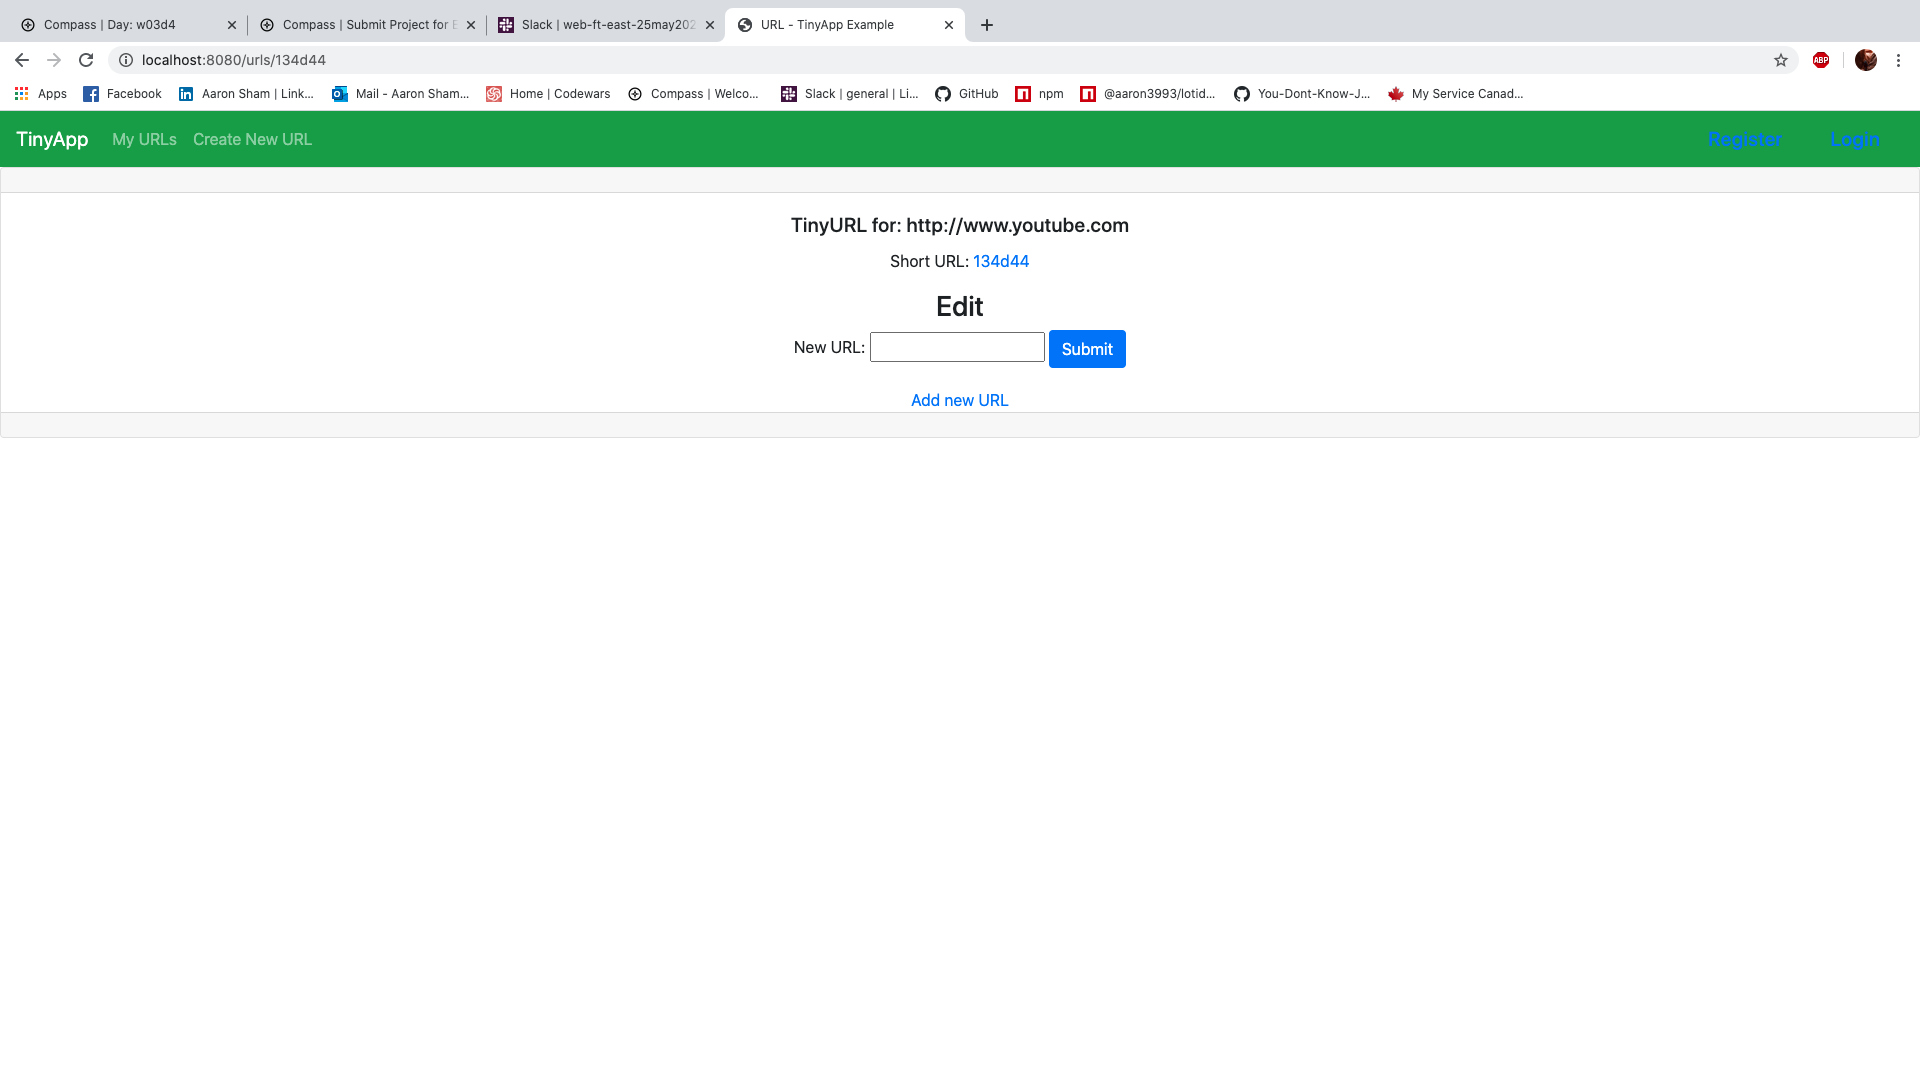 Compass | Day: w03d4
Compass | Submit Project for E
Slack | web-ft-east-25may202
URL - TinyApp Example
localhost:8080/urls/134d44
ABP
Apps
Facebook
Aaron Sham | Link...
Mail - Aaron Sham...
Home | Codewars
Compass | Welco...
Slack | general | Li...
GitHub
npm
@aaron3993/lotid...
You-Dont-Know-J...
My Service Canad...
TinyApp
My URLs
Create New URL
Register
Login
TinyURL for: http://www.youtube.com
Short URL: 134d44
Edit
New URL:
Submit
Add new URL